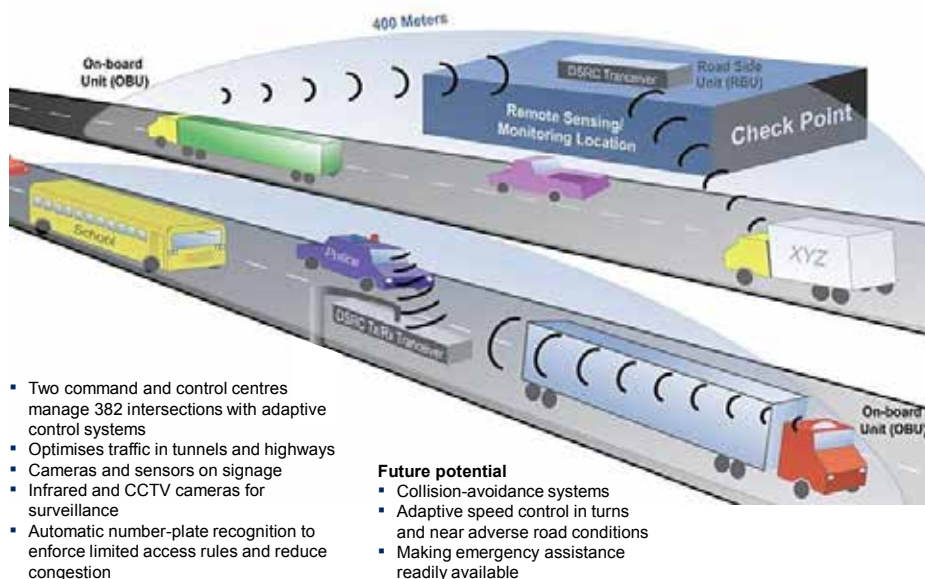 400 Meters
On-board
Unit (OBU)
DSRC Tranceiver
Road Side
Unit (RBU)
Remote Sensing/
Monitoring Location
Check Point
School
Police
XYZ
DSRC Tx/Rx Tranceiver
On-board
Unit (OBU)
▪ Two command and control centres
manage 382 intersections with adaptive
control systems
▪ Optimises traffic in tunnels and highways
▪ Cameras and sensors on signage
▪ Infrared and CCTV cameras for
surveillance
▪ Automatic number-plate recognition to
enforce limited access rules and reduce
congestion
Future potential
▪ Collision-avoidance systems
▪ Adaptive speed control in turns
and near adverse road conditions
▪ Making emergency assistance
readily available